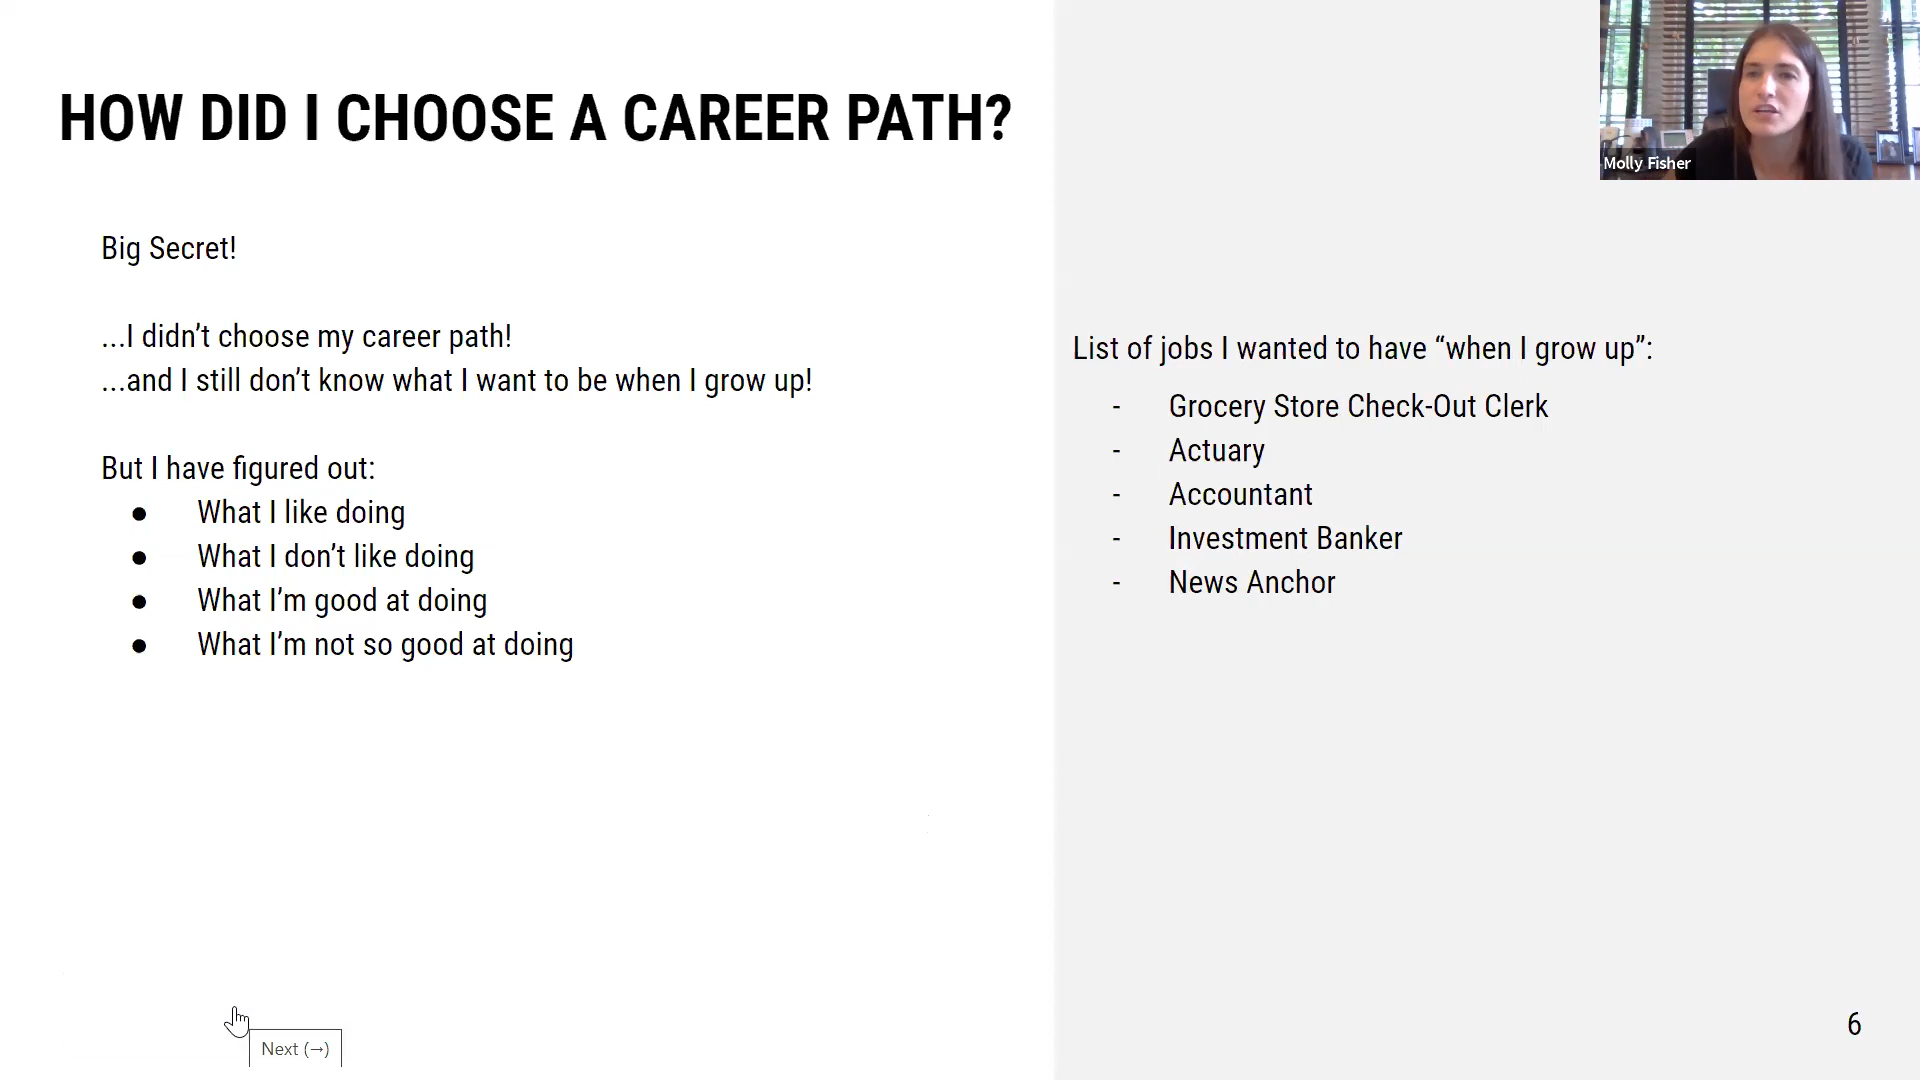 HOW DID I CHOOSE A CAREER PATH?
Molly Fisher
Big Secret!
...I didn’t choose my career path!
...and I still don’t know what I want to be when I grow up!
But I have figured out:
● What I like doing
● What I don’t like doing
● What I’m good at doing
● What I’m not so good at doing
List of jobs I wanted to have “when I grow up”:
- Grocery Store Check-Out Clerk
- Actuary
- Accountant
- Investment Banker
- News Anchor
Next (→)
6